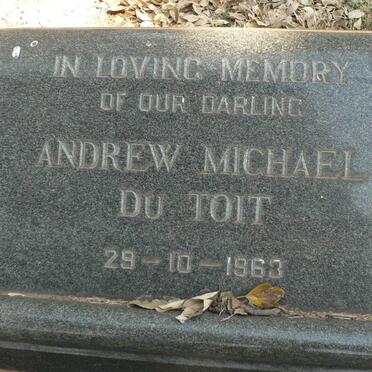 IN LOVING MEMORY
OF OUR DARLING
ANDREW MICHAEL
DU TOIT
29-10-1963